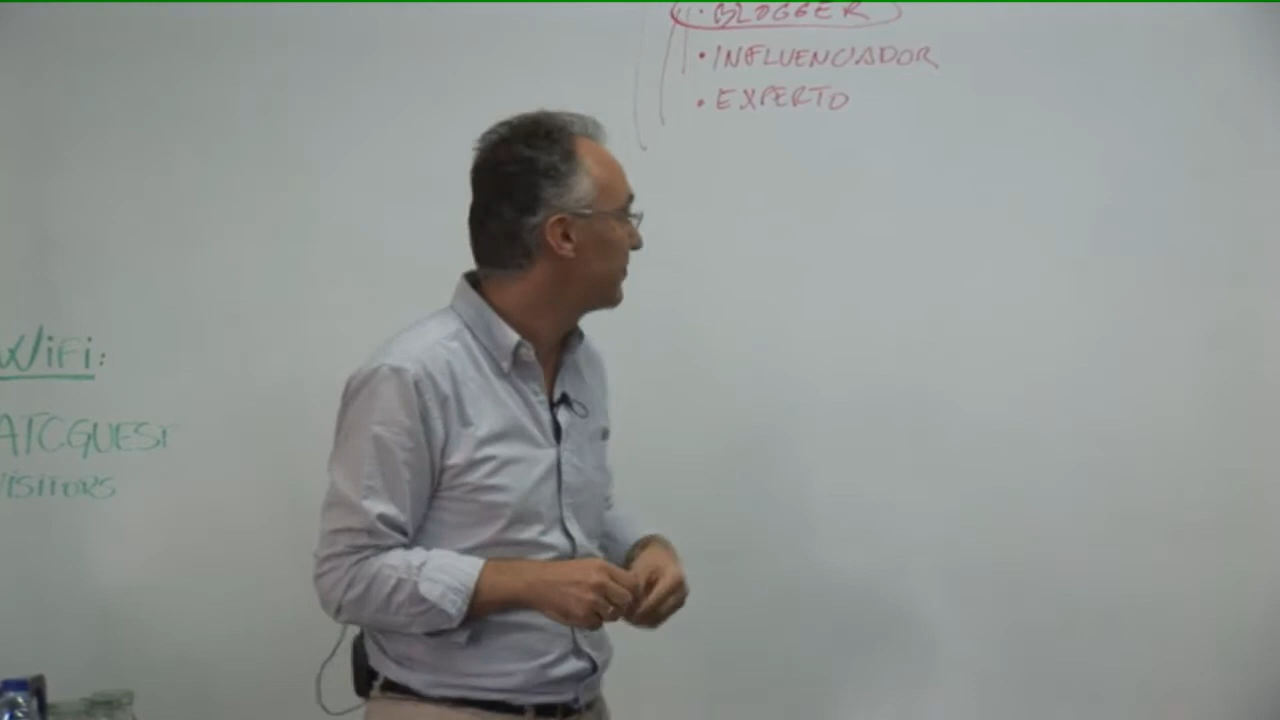 • BLOGGER
• INFLUENCIADOR
• EXPERTO
WiFi:
ATCGUEST
VISITORS